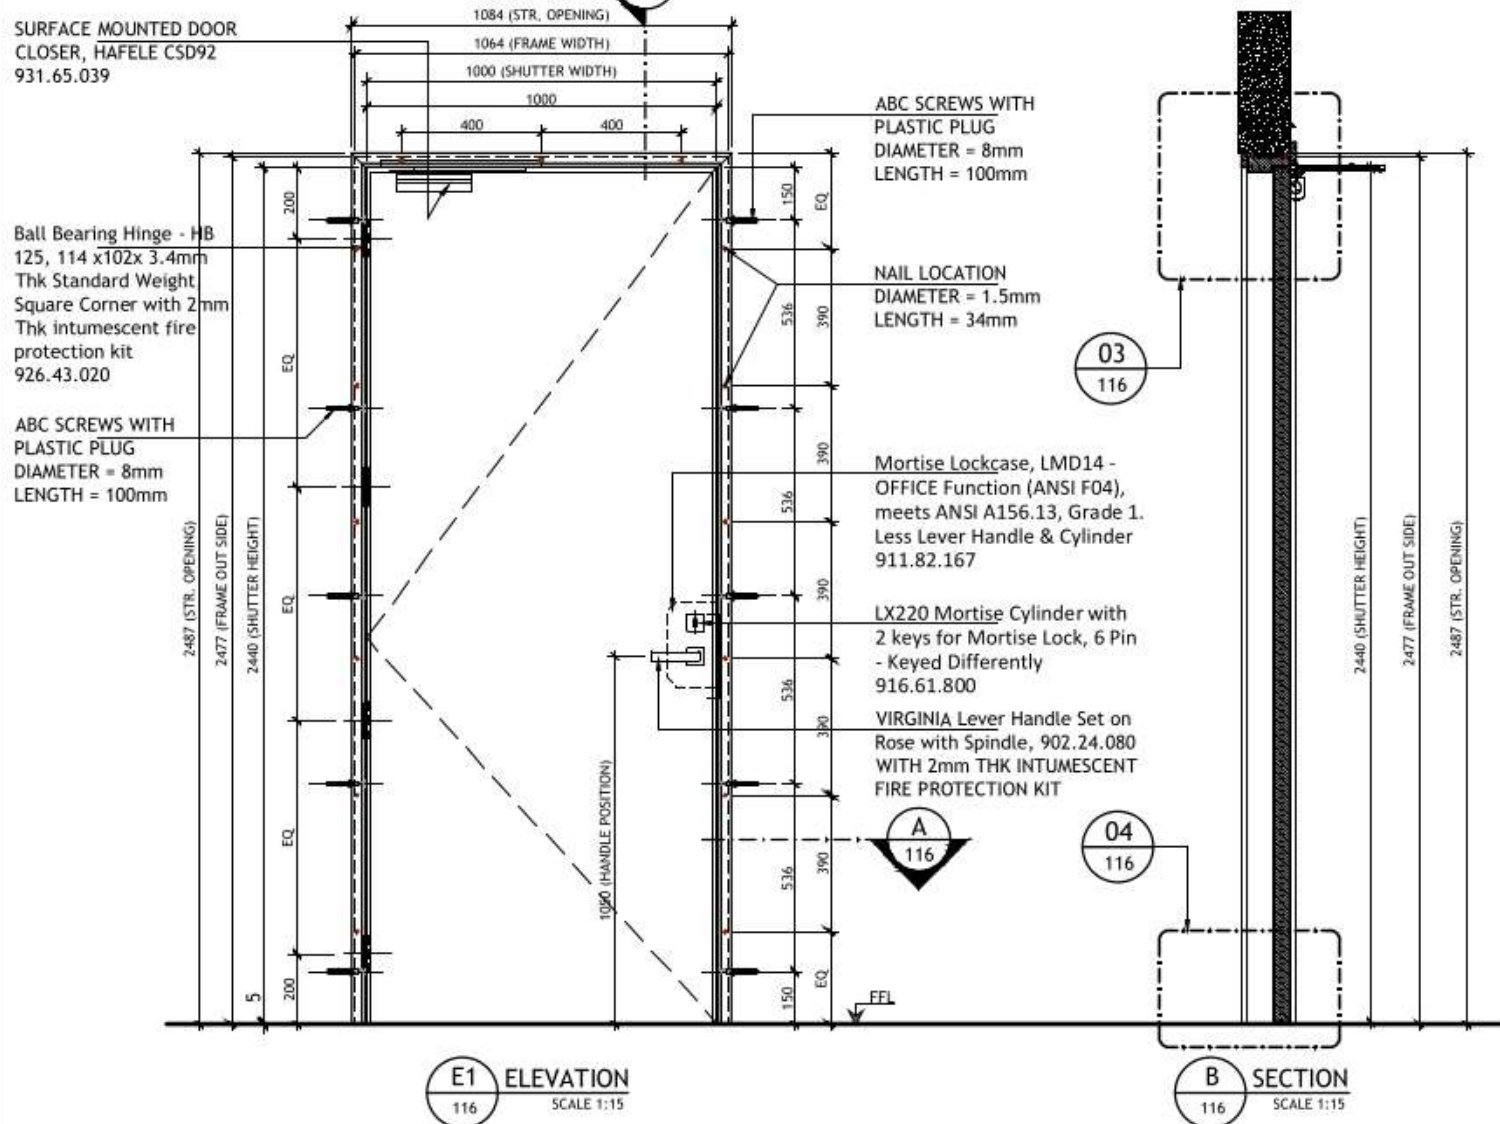 1084 (STR. OPENING)
1064 (FRAME WIDTH)
1000 (SHUTTER WIDTH)
1000
400
400
SURFACE MOUNTED DOOR
CLOSER, HAFELE CSD92
931.65.039
Ball Bearing Hinge - HB
125, 114 x102x 3.4mm
Thk Standard Weight
Square Corner with 2mm
Thk intumescent fire
protection kit
926.43.020
ABC SCREWS WITH
PLASTIC PLUG
DIAMETER = 8mm
LENGTH = 100mm
2487 (STR. OPENING)
2477 (FRAME OUT SIDE)
2440 (SHUTTER HEIGHT)
5
200
EQ
EQ
EQ
200
1050 (HANDLE POSITION)
150
536
536
536
536
150
EQ
390
390
390
390
390
EQ
ABC SCREWS WITH
PLASTIC PLUG
DIAMETER = 8mm
LENGTH = 100mm
NAIL LOCATION
DIAMETER = 1.5mm
LENGTH = 34mm
Mortise Lockcase, LMD14 -
OFFICE Function (ANSI F04),
meets ANSI A156.13, Grade 1.
Less Lever Handle & Cylinder
911.82.167
LX220 Mortise Cylinder with
2 keys for Mortise Lock, 6 Pin
- Keyed Differently
916.61.800
VIRGINIA Lever Handle Set on
Rose with Spindle, 902.24.080
WITH 2mm THK INTUMESCENT
FIRE PROTECTION KIT
A
116
FFL
03
116
04
116
2440 (SHUTTER HEIGHT)
2477 (FRAME OUT SIDE)
2487 (STR. OPENING)
E1
116
ELEVATION
SCALE 1:15
B
116
SECTION
SCALE 1:15